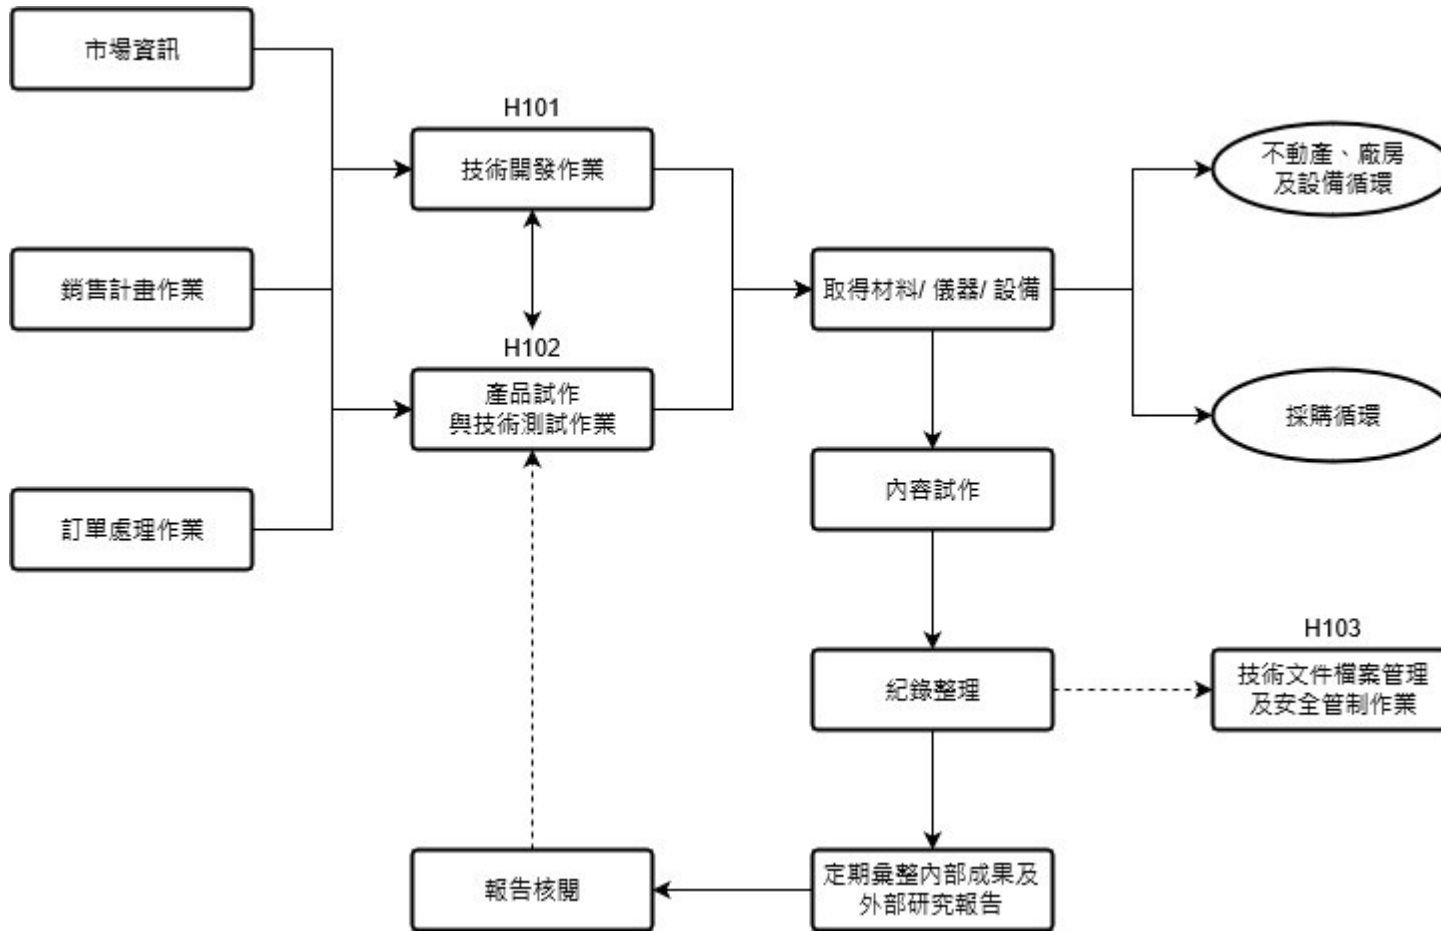 市場資訊
H101
技術開發作業
不動產、廠房
及設備循環
銷售計畫作業
取得材料/ 儀器/ 設備
H102
產品試作
與技術測試作業
採購循環
內容試作
訂單處理作業
H103
紀錄整理
技術文件檔案管理
及安全管制作業
報告核閱
定期彙整內部成果及
外部研究報告